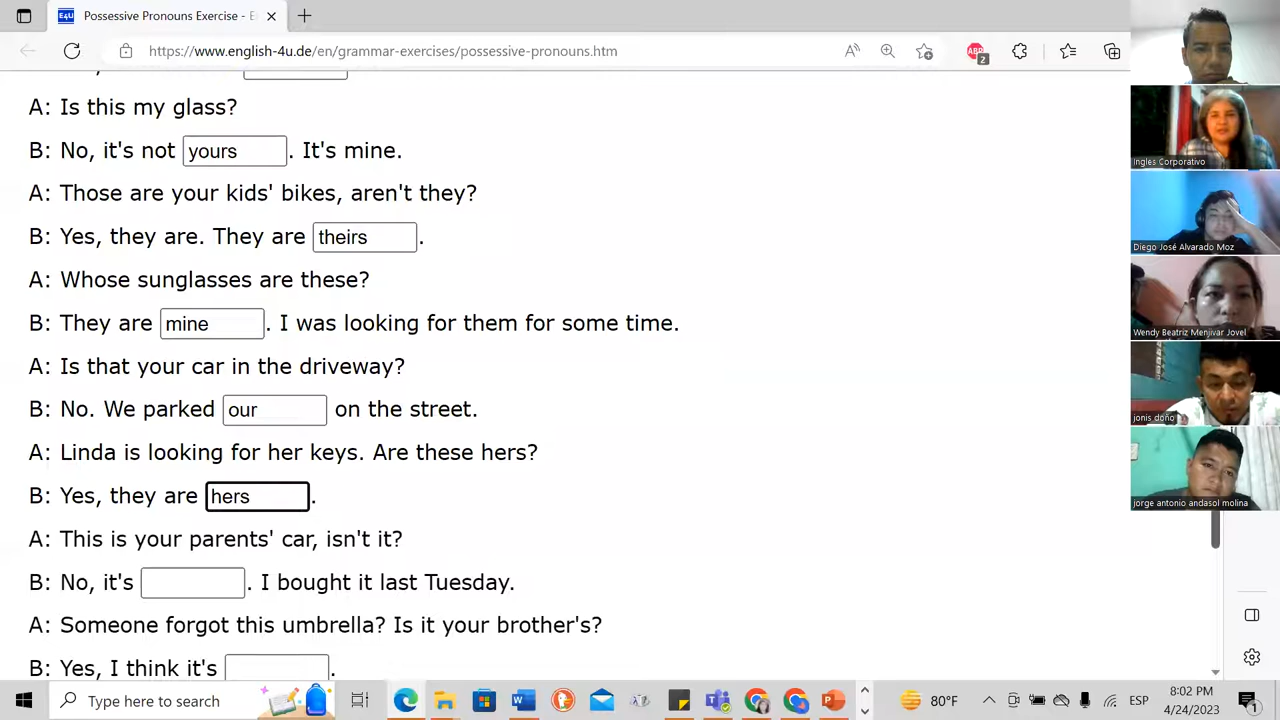 Possessive Pronouns Exercise - E
https://www.english-4u.de/en/grammar-exercises/possessive-pronouns.htm
A: Is this my glass?
B: No, it's not yours. It's mine.
A: Those are your kids' bikes, aren't they?
B: Yes, they are. They are theirs.
A: Whose sunglasses are these?
B: They are mine. I was looking for them for some time.
A: Is that your car in the driveway?
B: No. We parked our on the street.
A: Linda is looking for her keys. Are these hers?
B: Yes, they are hers.
A: This is your parents' car, isn't it?
B: No, it's . I bought it last Tuesday.
A: Someone forgot this umbrella? Is it your brother's?
B: Yes, I think it's .
Ingles Corporativo
Diego José Alvarado Moz
Wendy Beatriz Menjivar Jovel
jonis doño
jorge antonio andasol molina
E4U
ABP
2
Type here to search
80°F
ESP
8:02 PM
4/24/2023
1